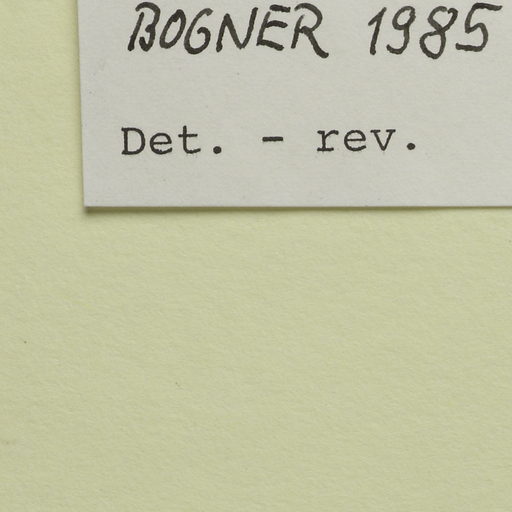 BOGNER 1985
Det. - rev.